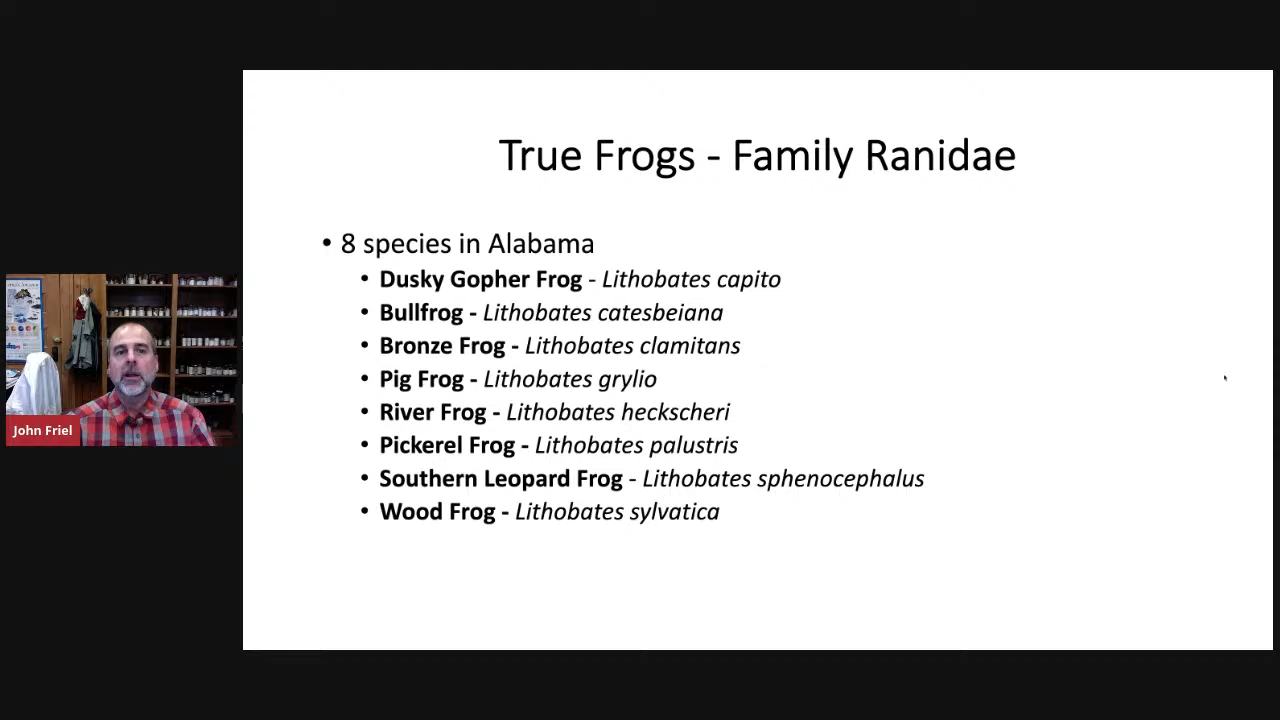 True Frogs - Family Ranidae
• 8 species in Alabama
• Dusky Gopher Frog - Lithobates capito
• Bullfrog - Lithobates catesbeiana
• Bronze Frog - Lithobates clamitans
• Pig Frog - Lithobates grylio
• River Frog - Lithobates heckscheri
• Pickerel Frog - Lithobates palustris
• Southern Leopard Frog - Lithobates sphenocephalus
• Wood Frog - Lithobates sylvatica
John Friel